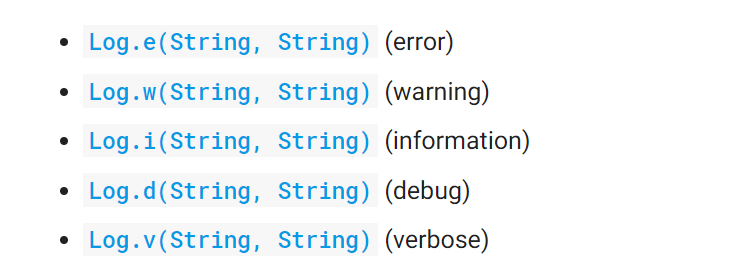 • Log.e(String, String) (error)
• Log.w(String, String) (warning)
• Log.i(String, String) (information)
• Log.d(String, String) (debug)
• Log.v(String, String) (verbose)